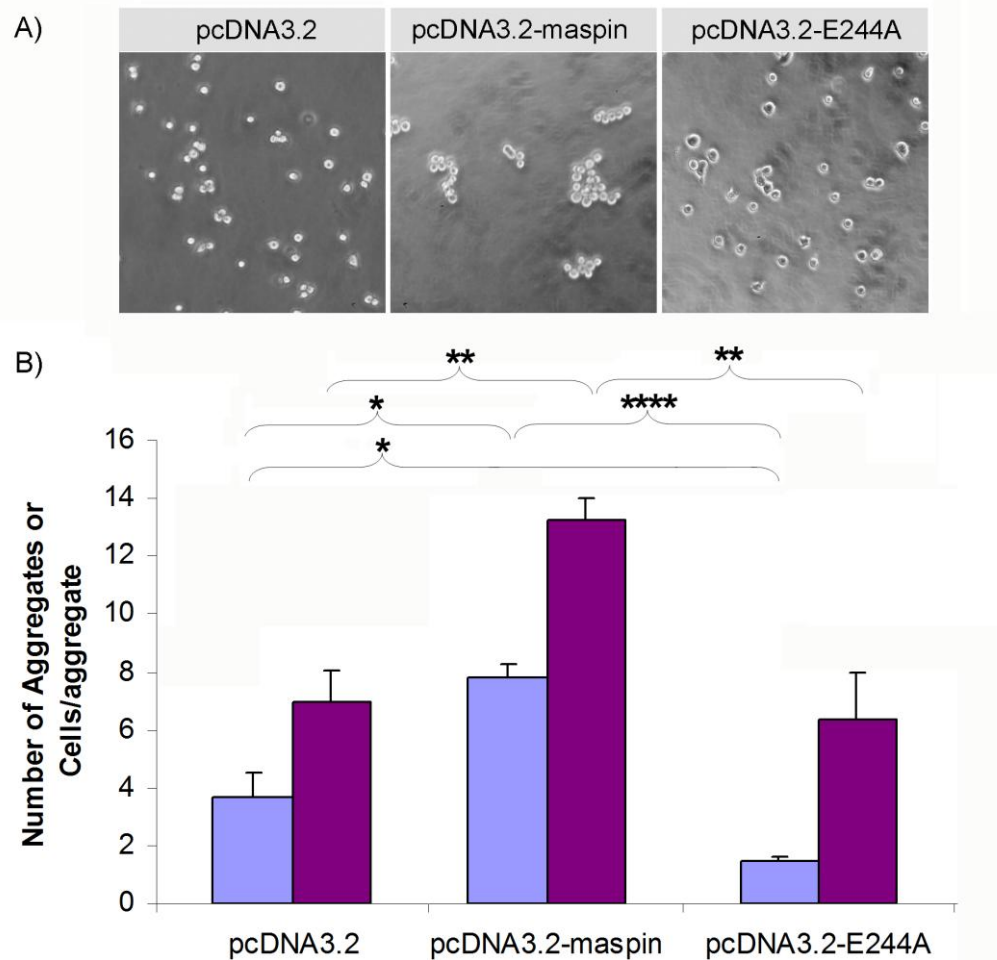 A)
pcDNA3.2 pcDNA3.2-maspin pcDNA3.2-E244A
B)
** **
* ****
*
16
14
12
10
8
6
4
2
0
Number of Aggregates or
Cells/aggregate
pcDNA3.2 pcDNA3.2-maspin pcDNA3.2-E244A